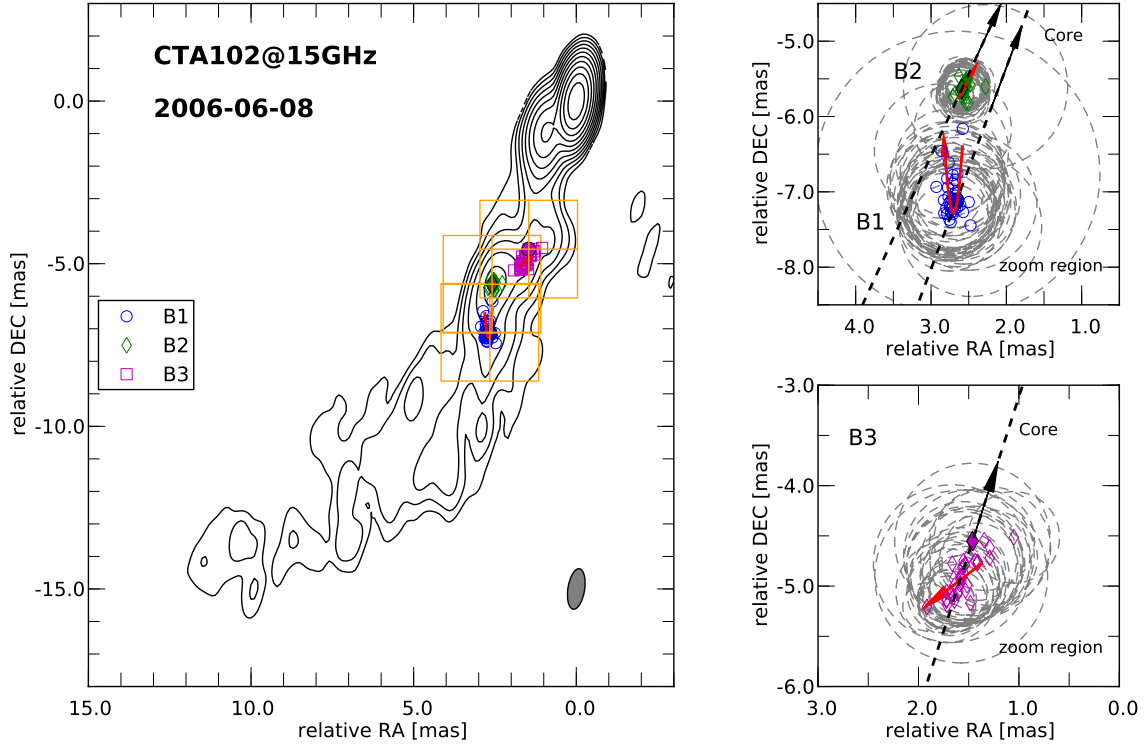 CTA102@15GHz
2006-06-08
0.0
-5.0
-10.0
-15.0
relative DEC [mas]
B1
B2
B3
15.0 10.0 5.0 0.0
relative RA [mas]
-5.0
-6.0
-7.0
-8.0
relative DEC [mas]
Core
B2
B1
zoom region
4.0 3.0 2.0 1.0
relative RA [mas]
-3.0
-4.0
-5.0
-6.0
relative DEC [mas]
B3
Core
zoom region
3.0 2.0 1.0 0.0
relative RA [mas]